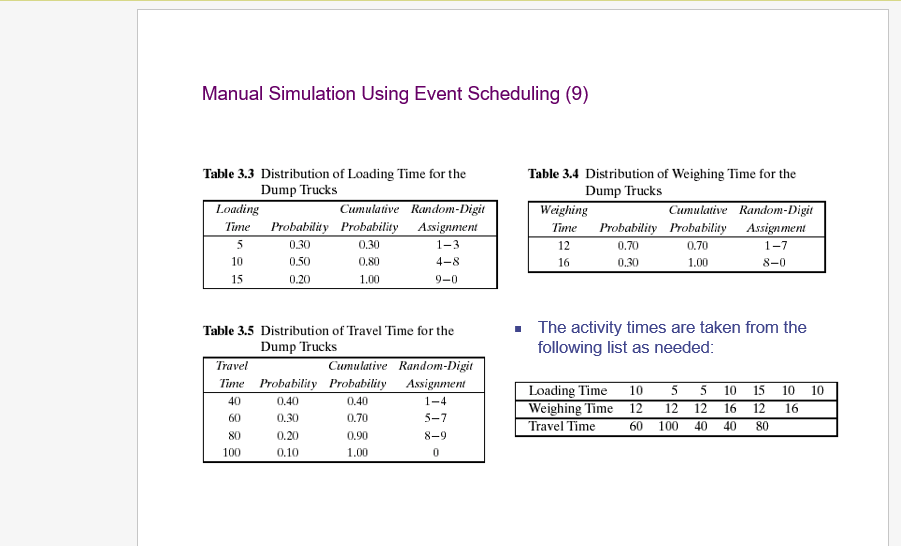 Manual Simulation Using Event Scheduling (9)
Table 3.3 Distribution of Loading Time for the
Dump Trucks
Loading Cumulative Random-Digit
Time Probability Probability Assignment
5 0.30 0.30 1–3
10 0.50 0.80 4–8
15 0.20 1.00 9–0
Table 3.4 Distribution of Weighing Time for the
Dump Trucks
Weighing Cumulative Random-Digit
Time Probability Probability Assignment
12 0.70 0.70 1–7
16 0.30 1.00 8–0
Table 3.5 Distribution of Travel Time for the
Dump Trucks
Travel Cumulative Random-Digit
Time Probability Probability Assignment
40 0.40 0.40 1–4
60 0.30 0.70 5–7
80 0.20 0.90 8–9
100 0.10 1.00 0
▪ The activity times are taken from the
following list as needed:
Loading Time 10 5 5 10 15 10 10
Weighing Time 12 12 12 16 12 16
Travel Time 60 100 40 40 80